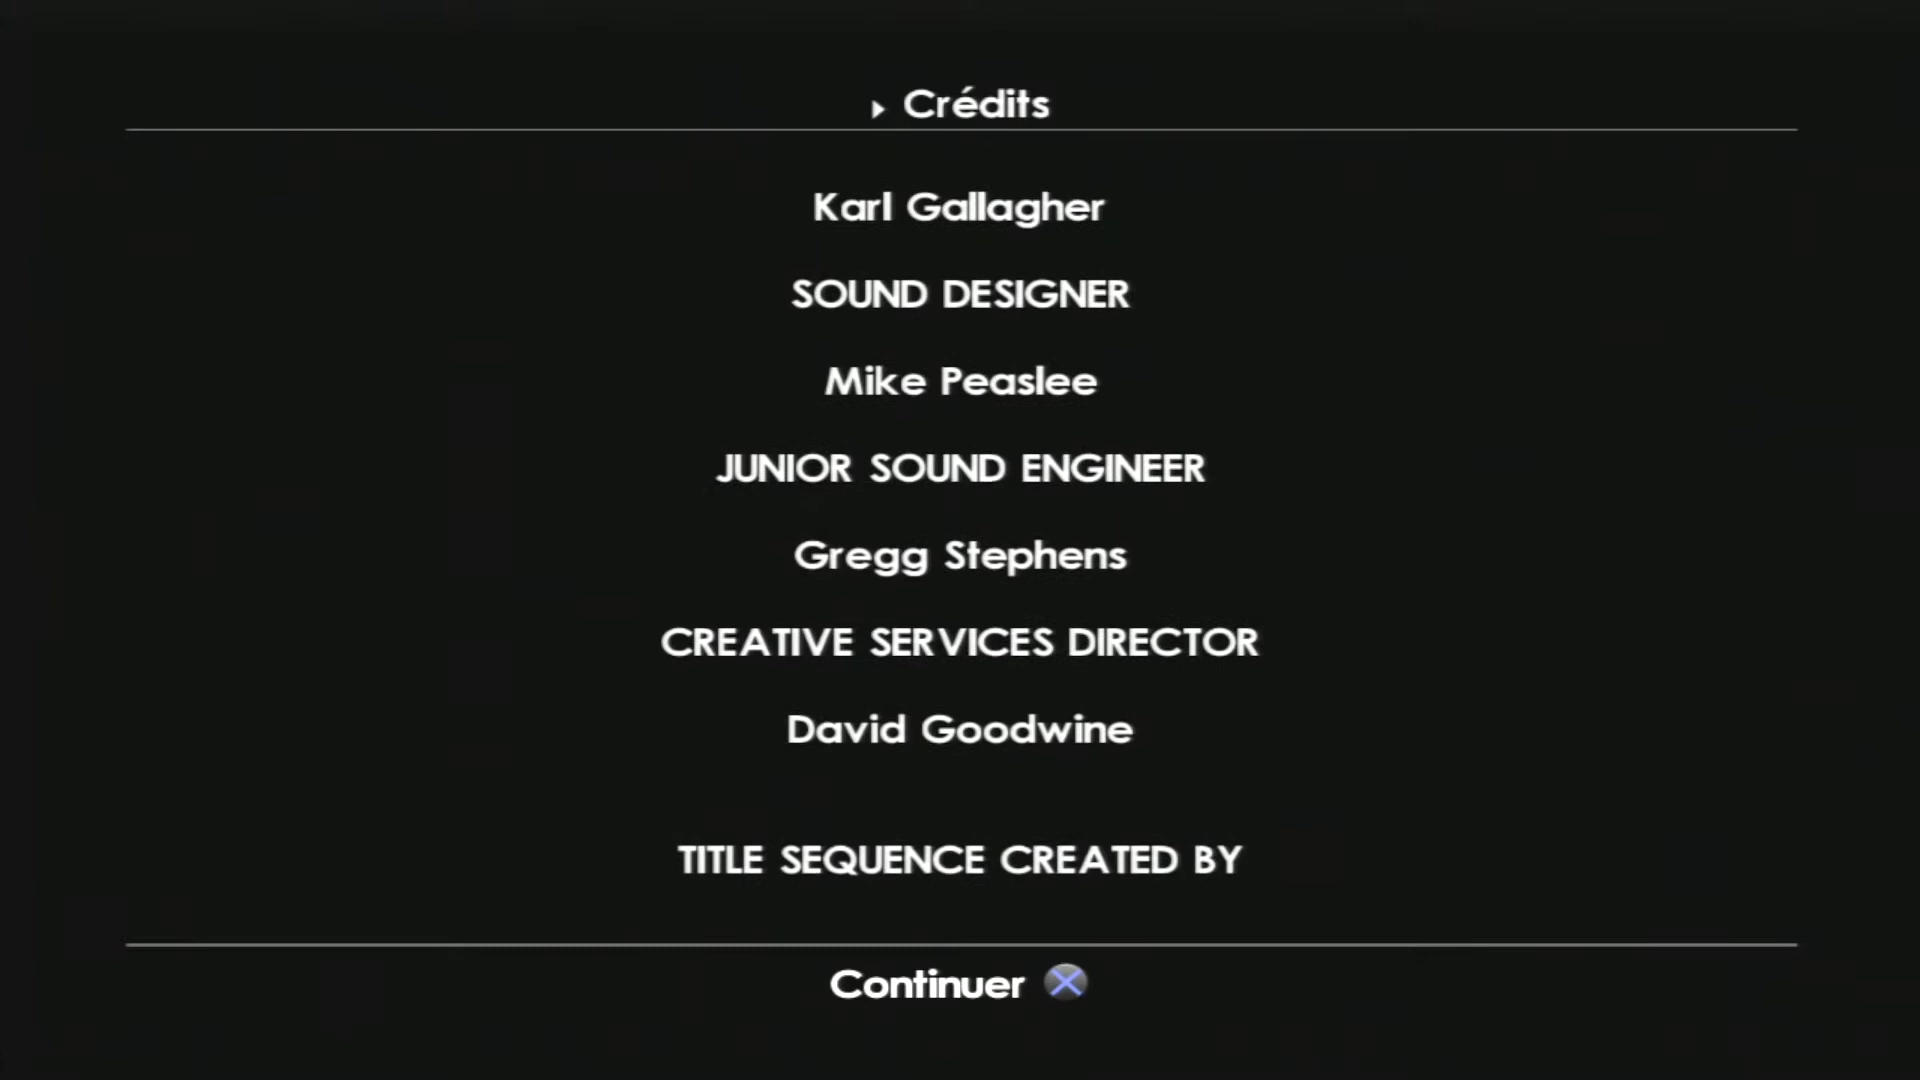 Crédits
Karl Gallagher
SOUND DESIGNER
Mike Peaslee
JUNIOR SOUND ENGINEER
Gregg Stephens
CREATIVE SERVICES DIRECTOR
David Goodwine
TITLE SEQUENCE CREATED BY
Continuer